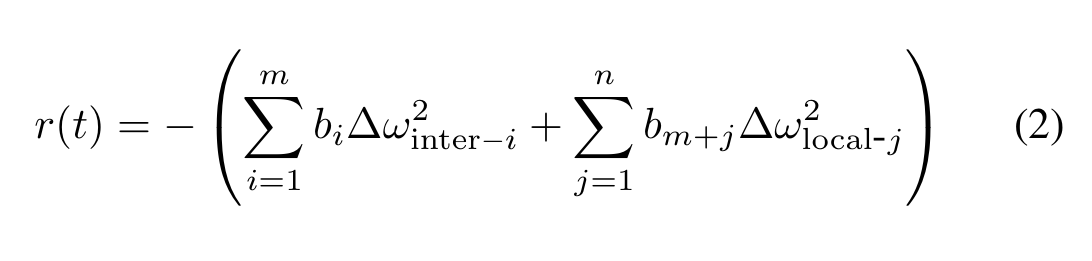 r(t) = − ( ∑_{i=1}^{m} b_i Δω²_{inter−i} + ∑_{j=1}^{n} b_{m+j} Δω²_{local-j} ) (2)